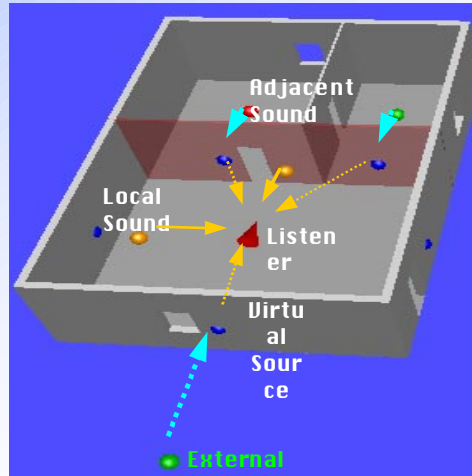 Adjacent
Sound
Local
Sound
Listen
er
Virtu
al
Sour
ce
External